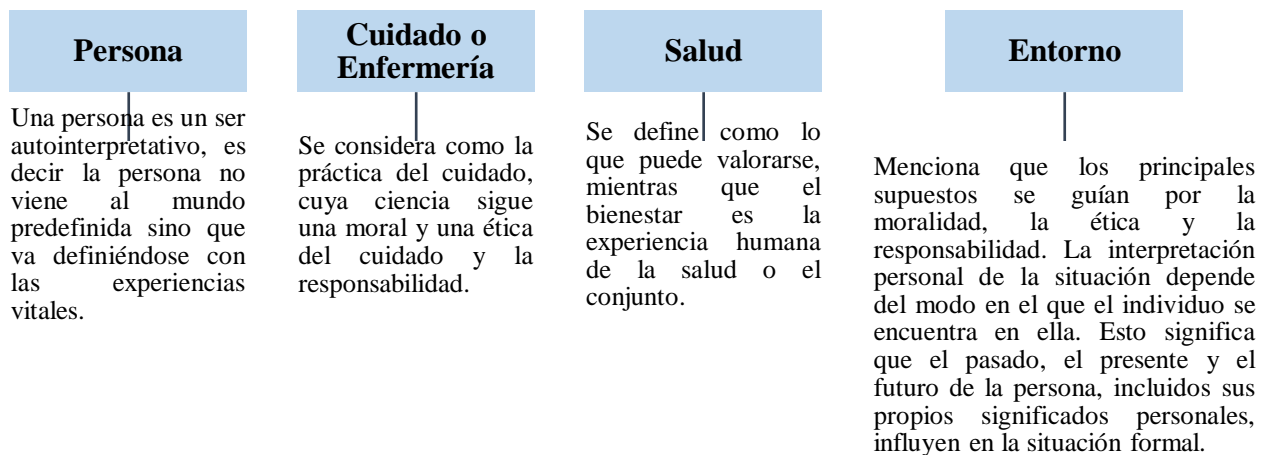 Persona
Una persona es un ser
autointerpretativo, es
decir la persona no
viene al mundo
predefinida sino que
va definiéndose con
las experiencias
vitales.
Cuidado o
Enfermería
Se considera como la
práctica del cuidado,
cuya ciencia sigue
una moral y una ética
del cuidado y la
responsabilidad.
Salud
Se define como lo
que puede valorarse,
mientras que el
bienestar es la
experiencia humana
de la salud o el
conjunto.
Entorno
Menciona que los principales
supuestos se guían por la
moralidad, la ética y la
responsabilidad. La interpretación
personal de la situación depende
del modo en el que el individuo se
encuentra en ella. Esto significa
que el pasado, el presente y el
futuro de la persona, incluidos sus
propios significados personales,
influyen en la situación formal.